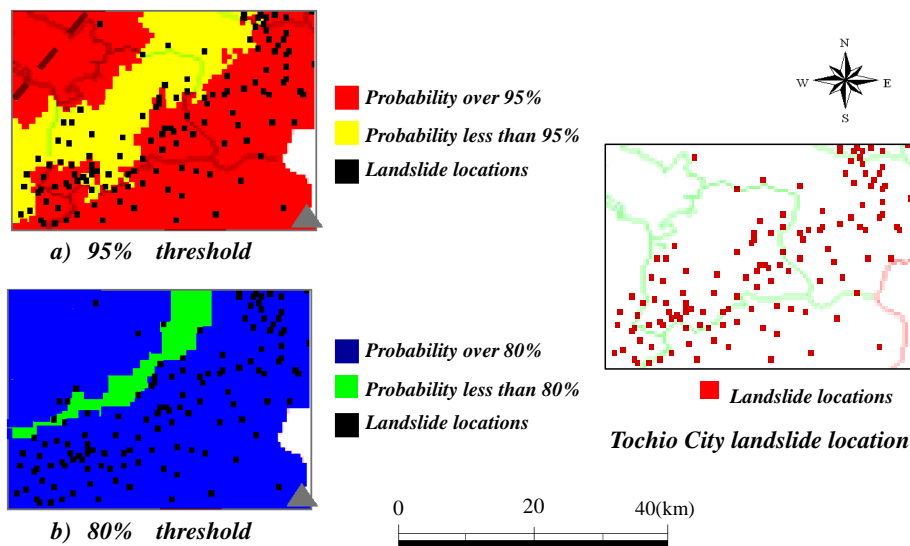 Probability over 95%
Probability less than 95%
Landslide locations
a) 95% threshold
N
W E
S
Probability over 80%
Probability less than 80%
Landslide locations
b) 80% threshold
Landslide locations
Tochio City landslide location
0 20 40(km)